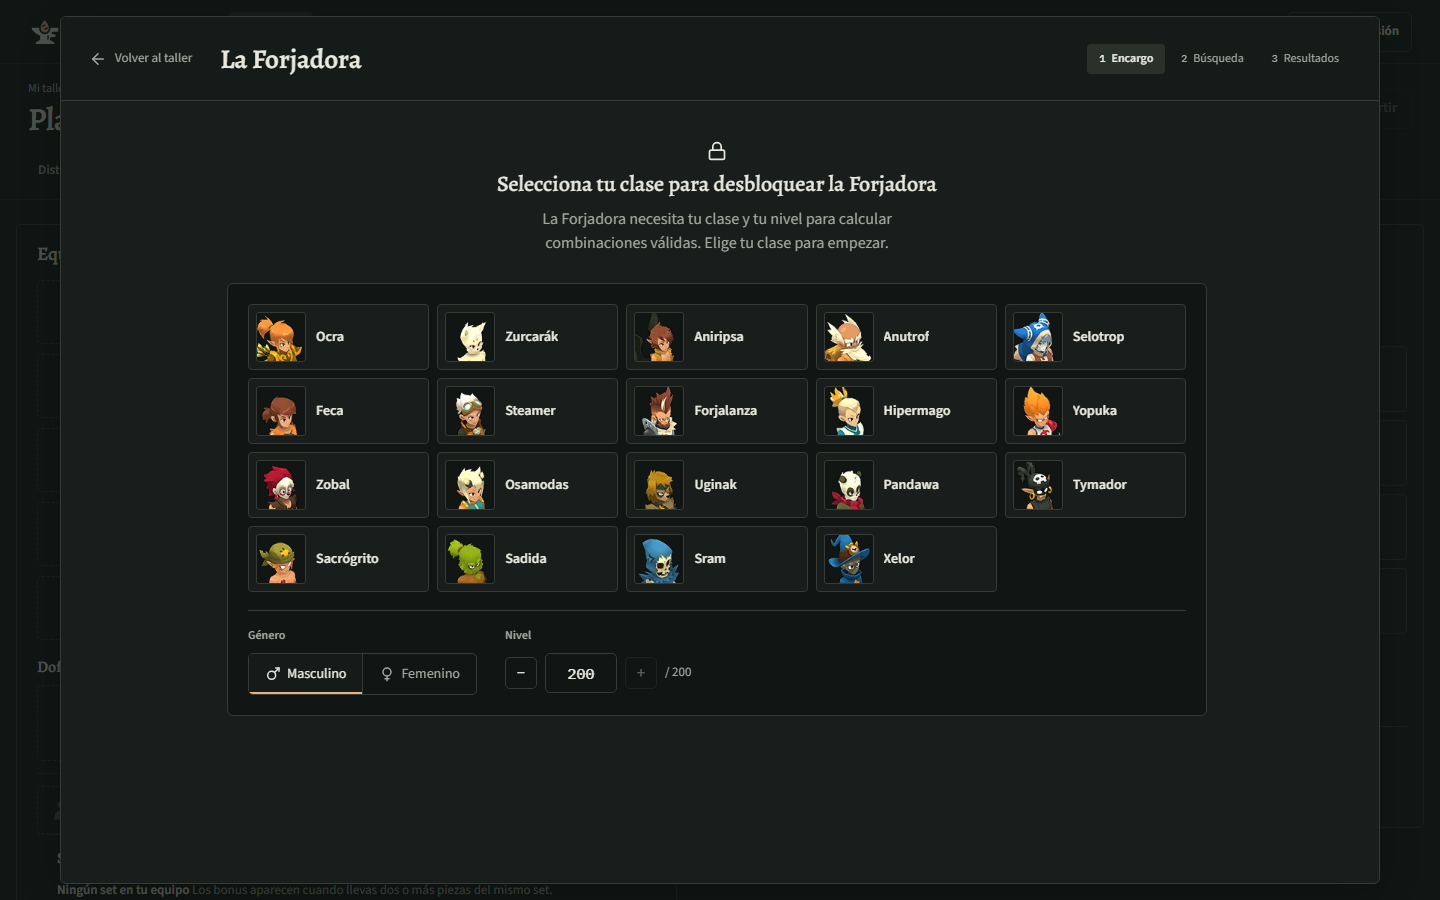 Volver al taller
La Forjadora
1 Encargo
2 Búsqueda
3 Resultados
Mi talle
Selecciona tu clase para desbloquear la Forjadora
La Forjadora necesita tu clase y tu nivel para calcular
combinaciones válidas. Elige tu clase para empezar.
Ocra
Zurcarák
Aniripsa
Anutrof
Selotrop
Feca
Steamer
Forjalanza
Hipermago
Yopuka
Zobal
Osamodas
Uginak
Pandawa
Tymador
Sacrógrito
Sadida
Sram
Xelor
Género
Nivel
Masculino
Femenino
− 200 + / 200
Ningún set en tu equipo Los bonus aparecen cuando llevas dos o más piezas del mismo set.